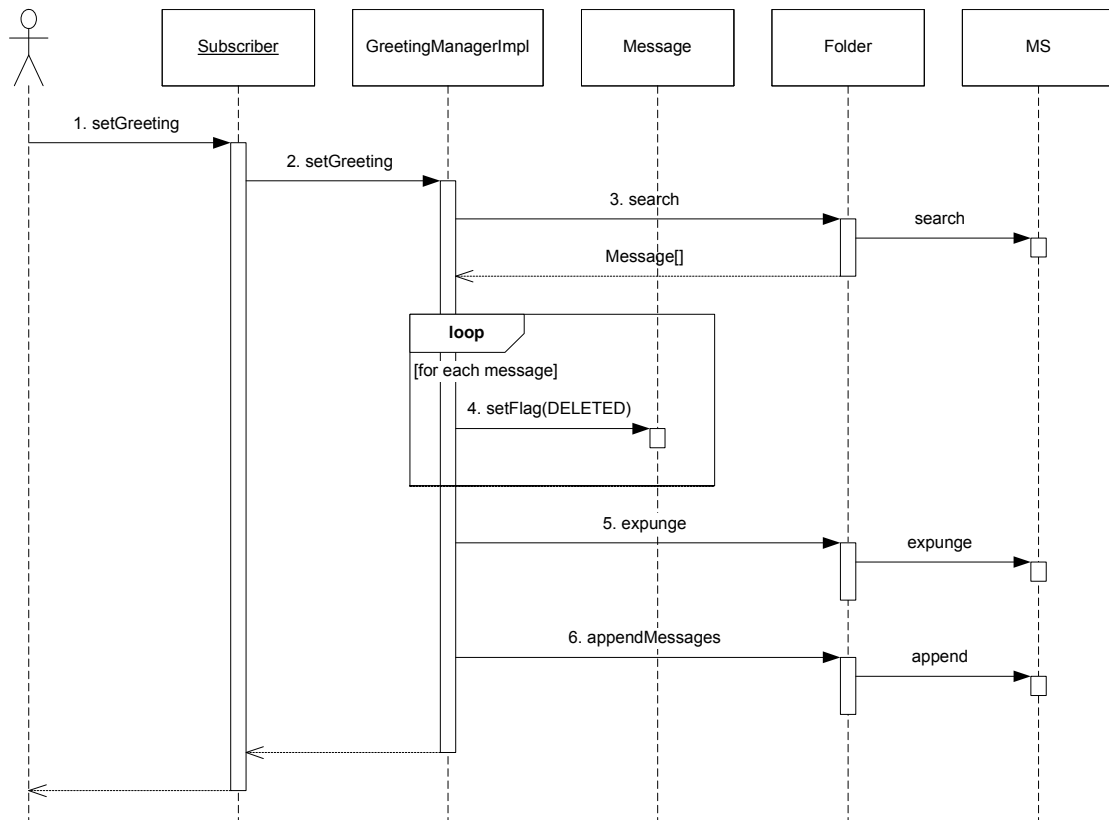 Subscriber
GreetingManagerImpl
Message
Folder
MS
1. setGreeting
2. setGreeting
3. search
search
Message[]
loop
[for each message]
4. setFlag(DELETED)
5. expunge
expunge
6. appendMessages
append